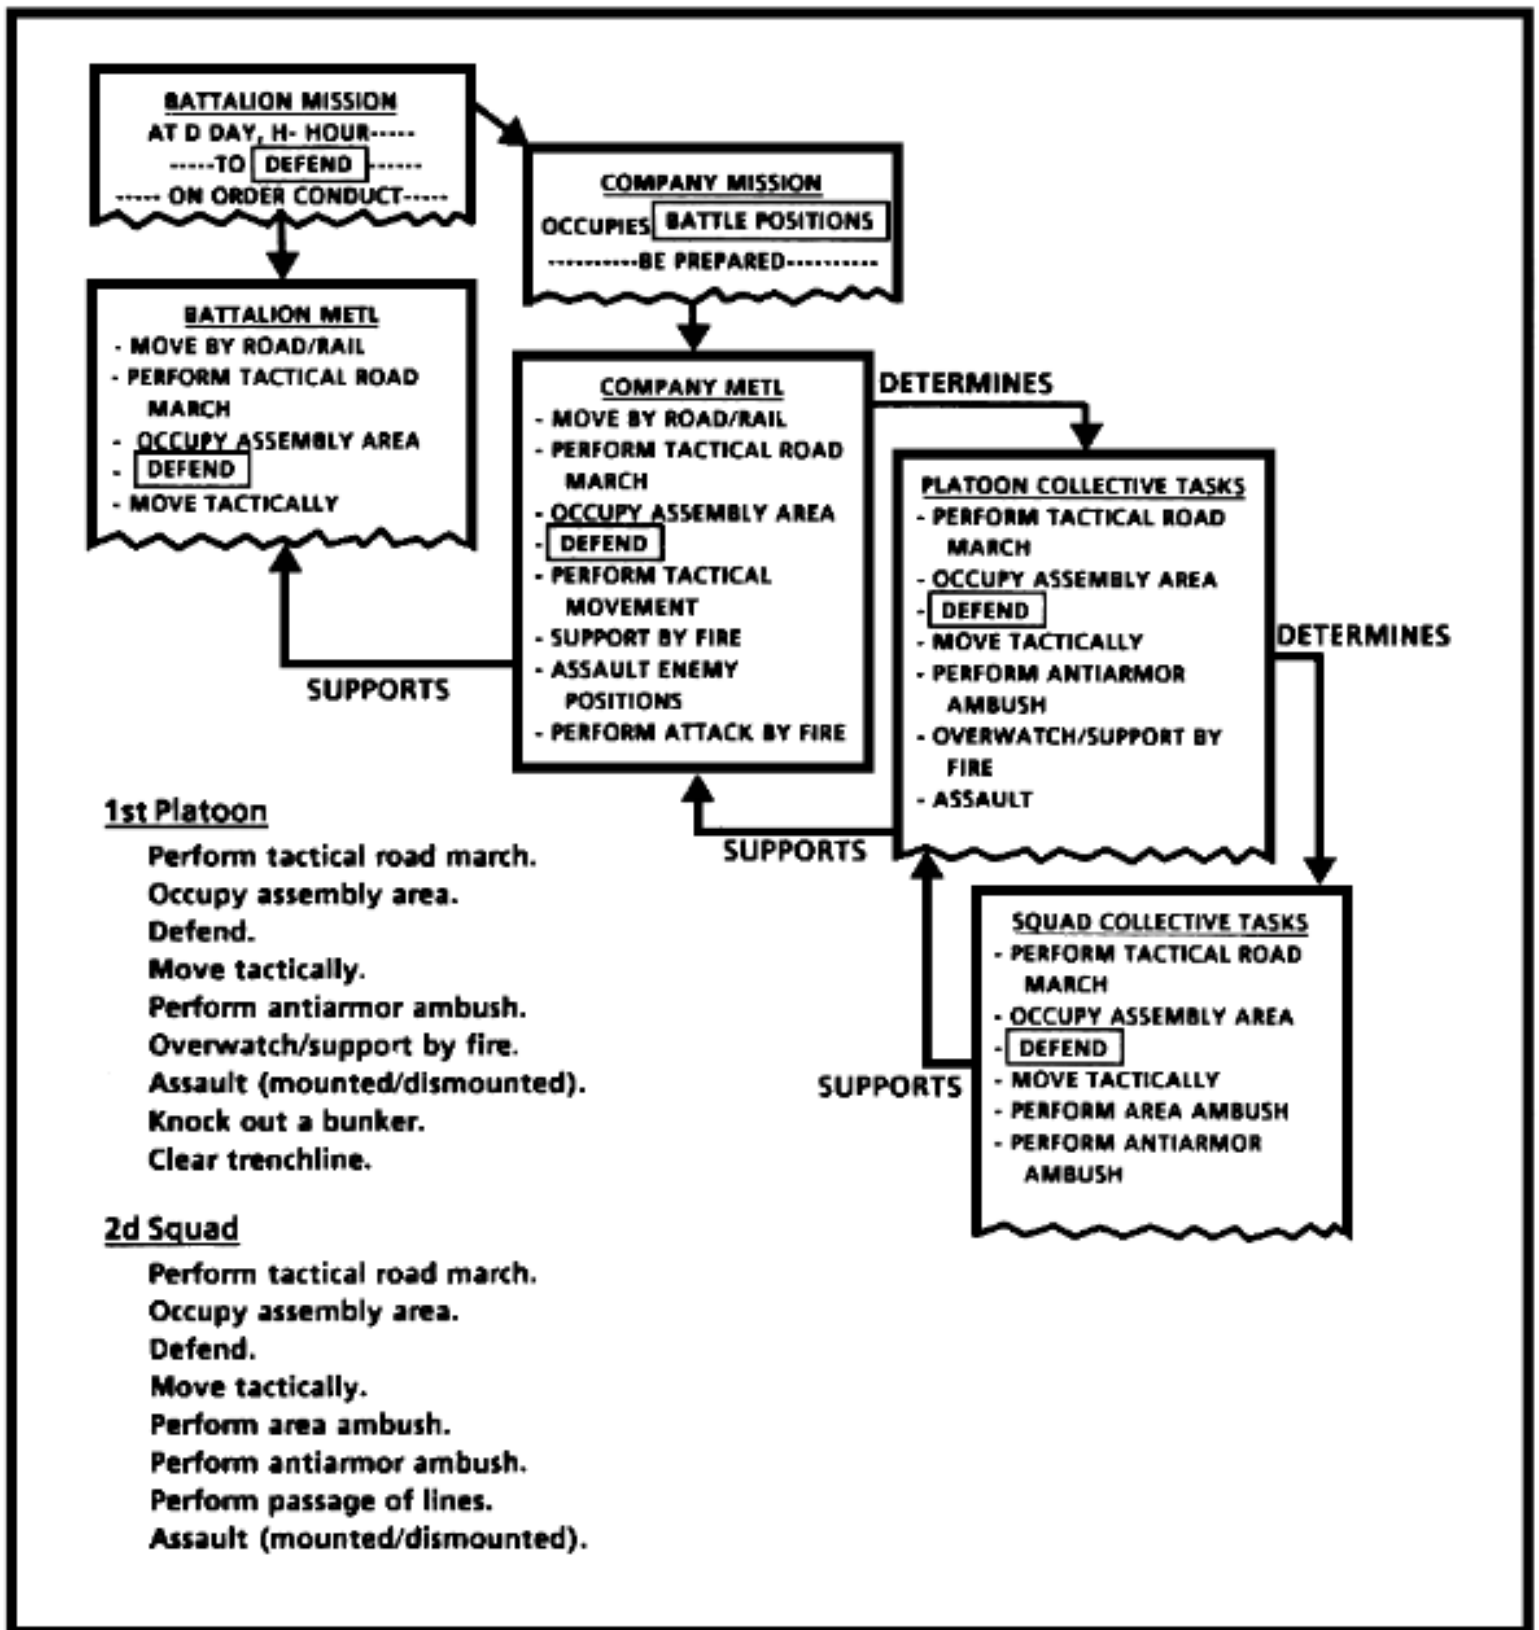 BATTALION MISSION
AT D DAY, H- HOUR-----
-----TO DEFEND ------
----- ON ORDER CONDUCT-----
COMPANY MISSION
OCCUPIES BATTLE POSITIONS
----------BE PREPARED----------
BATTALION METL
- MOVE BY ROAD/RAIL
- PERFORM TACTICAL ROAD
MARCH
- OCCUPY ASSEMBLY AREA
- DEFEND
- MOVE TACTICALLY
COMPANY METL
- MOVE BY ROAD/RAIL
- PERFORM TACTICAL ROAD
MARCH
- OCCUPY ASSEMBLY AREA
- DEFEND
- PERFORM TACTICAL
MOVEMENT
- SUPPORT BY FIRE
- ASSAULT ENEMY
POSITIONS
- PERFORM ATTACK BY FIRE
DETERMINES
PLATOON COLLECTIVE TASKS
- PERFORM TACTICAL ROAD
MARCH
- OCCUPY ASSEMBLY AREA
- DEFEND
- MOVE TACTICALLY
- PERFORM ANTIARMOR
AMBUSH
- OVERWATCH/SUPPORT BY
FIRE
- ASSAULT
DETERMINES
SUPPORTS
SUPPORTS
SQUAD COLLECTIVE TASKS
- PERFORM TACTICAL ROAD
MARCH
- OCCUPY ASSEMBLY AREA
- DEFEND
- MOVE TACTICALLY
- PERFORM AREA AMBUSH
- PERFORM ANTIARMOR
AMBUSH
SUPPORTS
1st Platoon
Perform tactical road march.
Occupy assembly area.
Defend.
Move tactically.
Perform antiarmor ambush.
Overwatch/support by fire.
Assault (mounted/dismounted).
Knock out a bunker.
Clear trenchline.
2d Squad
Perform tactical road march.
Occupy assembly area.
Defend.
Move tactically.
Perform area ambush.
Perform antiarmor ambush.
Perform passage of lines.
Assault (mounted/dismounted).